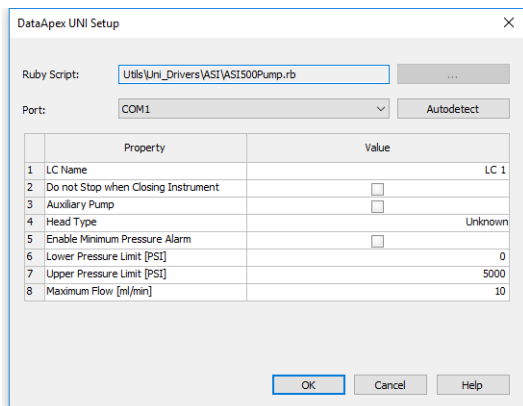 DataApex UNI Setup
Ruby Script: Utils\Uni_Drivers\ASI\ASI500Pump.rb ...
Port: COM1 Autodetect
Property Value
1 LC Name LC 1
2 Do not Stop when Closing Instrument
3 Auxiliary Pump
4 Head Type Unknown
5 Enable Minimum Pressure Alarm
6 Lower Pressure Limit [PSI] 0
7 Upper Pressure Limit [PSI] 5000
8 Maximum Flow [ml/min] 10
OK Cancel Help